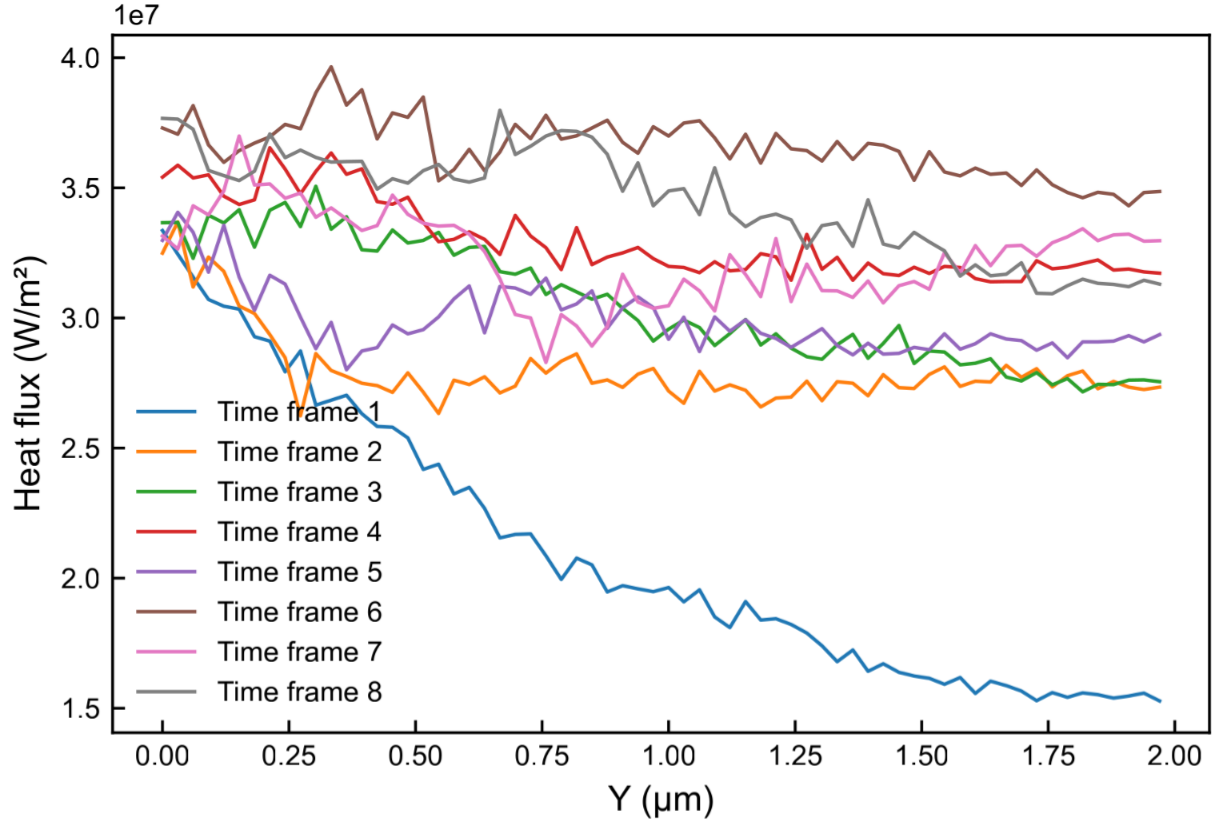 1e7
4.0
3.5
3.0
2.5
2.0
1.5
Heat flux (W/m²)
Time frame 1
Time frame 2
Time frame 3
Time frame 4
Time frame 5
Time frame 6
Time frame 7
Time frame 8
0.00 0.25 0.50 0.75 1.00 1.25 1.50 1.75 2.00
Y (μm)